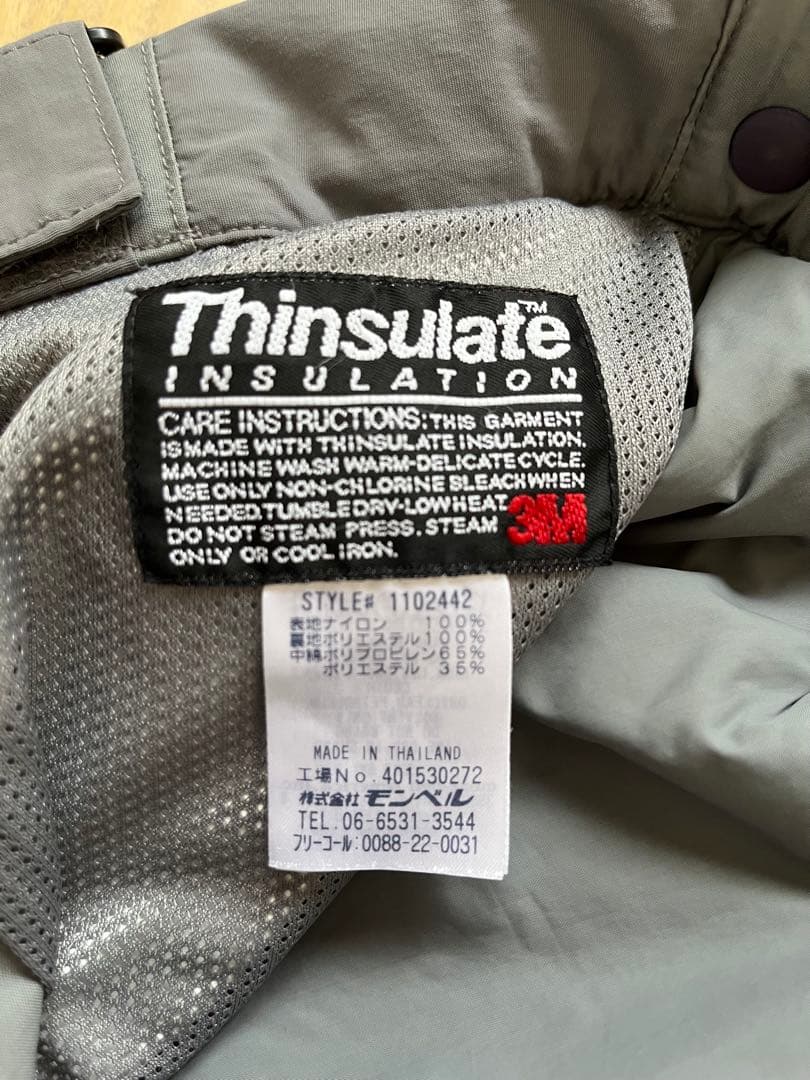 Thinsulate™
INSULATION
CARE INSTRUCTIONS: THIS GARMENT
IS MADE WITH THINSULATE INSULATION.
MACHINE WASH WARM-DELICATE CYCLE.
USE ONLY NON-CHLORINE BLEACH WHEN
NEEDED. TUMBLE DRY-LOW HEAT
DO NOT STEAM PRESS. STEAM
ONLY OR COOL IRON.
3M
STYLE# 1102442
表地ナイロン 100%
裏地ポリエステル100%
中綿ポリプロピレン65%
ポリエステル 35%
MADE IN THAILAND
工場No.401530272
株式会社 モンベル
TEL.06-6531-3544
フリーコール:0088-22-0031